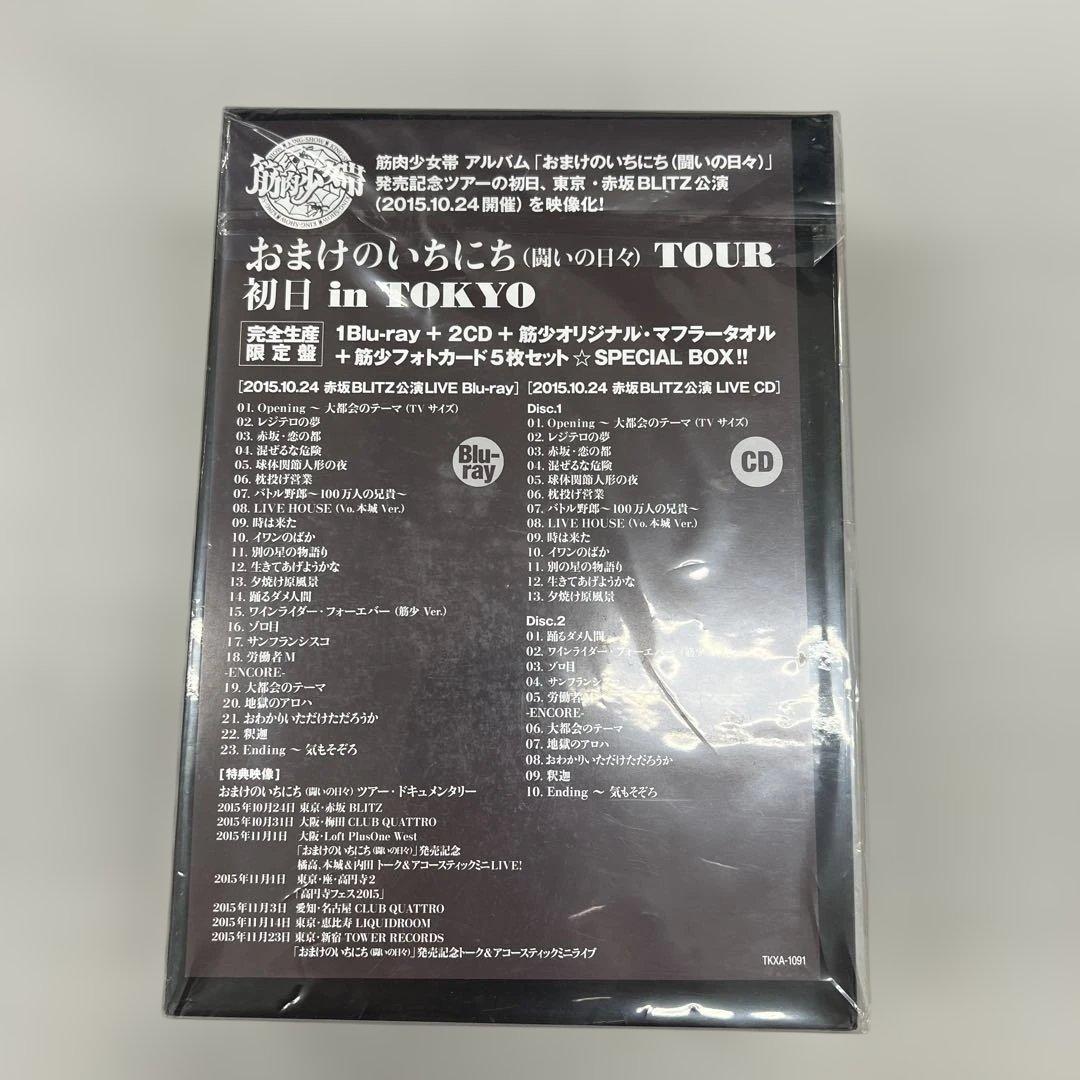 筋肉少女帯
KING-SHOW
筋肉少女帯 アルバム「おまけのいちにち(闘いの日々)」
発売記念ツアーの初日、東京・赤坂BLITZ公演
(2015.10.24開催) を映像化!
おまけのいちにち(闘いの日々) TOUR
初日 in TOKYO
完全生産
限定盤
1Blu-ray + 2CD + 筋少オリジナル・マフラータオル
+ 筋少フォトカード5枚セット☆SPECIAL BOX!!
[2015.10.24 赤坂BLITZ公演LIVE Blu-ray]
01. Opening ～ 大都会のテーマ (TV サイズ)
02. レジテロの夢
03. 赤坂・恋の都
04. 混ぜるな危険
05. 球体関節人形の夜
06. 枕投げ営業
07. バトル野郎～100万人の兄貴～
08. LIVE HOUSE (Vo.本城 Ver.)
09. 時は来た
10. イワンのばか
11. 別の星の物語り
12. 生きてあげようかな
13. 夕焼け原風景
14. 踊るダメ人間
15. ワインライダー・フォーエバー (筋少 Ver.)
16. ゾロ目
17. サンフランシスコ
18. 労働者M
-ENCORE-
19. 大都会のテーマ
20. 地獄のアロハ
21. おわかりいただけただろうか
22. 釈迦
23. Ending ～ 気もそぞろ
Blu-
ray
[2015.10.24 赤坂BLITZ公演 LIVE CD]
Disc.1
01. Opening ～ 大都会のテーマ (TV サイズ)
02. レジテロの夢
03. 赤坂・恋の都
04. 混ぜるな危険
05. 球体関節人形の夜
06. 枕投げ営業
07. バトル野郎～100万人の兄貴～
08. LIVE HOUSE (Vo.本城 Ver.)
09. 時は来た
10. イワンのばか
11. 別の星の物語り
12. 生きてあげようかな
13. 夕焼け原風景
CD
Disc.2
01. 踊るダメ人間
02. ワインライダー・フォーエバー (筋少
03. ゾロ目
04. サンフランシスコ
05. 労働者M
-ENCORE-
06. 大都会のテーマ
07. 地獄のアロハ
08. おわかりいただけただろうか
09. 釈迦
10. Ending ～ 気もそぞろ
[特典映像]
おまけのいちにち(闘いの日々) ツアー・ドキュメンタリー
2015年10月24日 東京・赤坂 BLITZ
2015年10月31日 大阪・梅田 CLUB QUATTRO
2015年11月1日 大阪・Loft PlusOne West
「おまけのいちにち(闘いの日々)」発売記念
橘高、本城&内田 トーク&アコースティックミニLIVE!
2015年11月1日 東京・座・高円寺2
「高円寺フェス2015」
2015年11月3日 愛知・名古屋 CLUB QUATTRO
2015年11月14日 東京・恵比寿 LIQUIDROOM
2015年11月23日 東京・新宿 TOWER RECORDS
「おまけのいちにち(闘いの日々)」発売記念トーク&アコースティックミニライブ
TKXA-1091